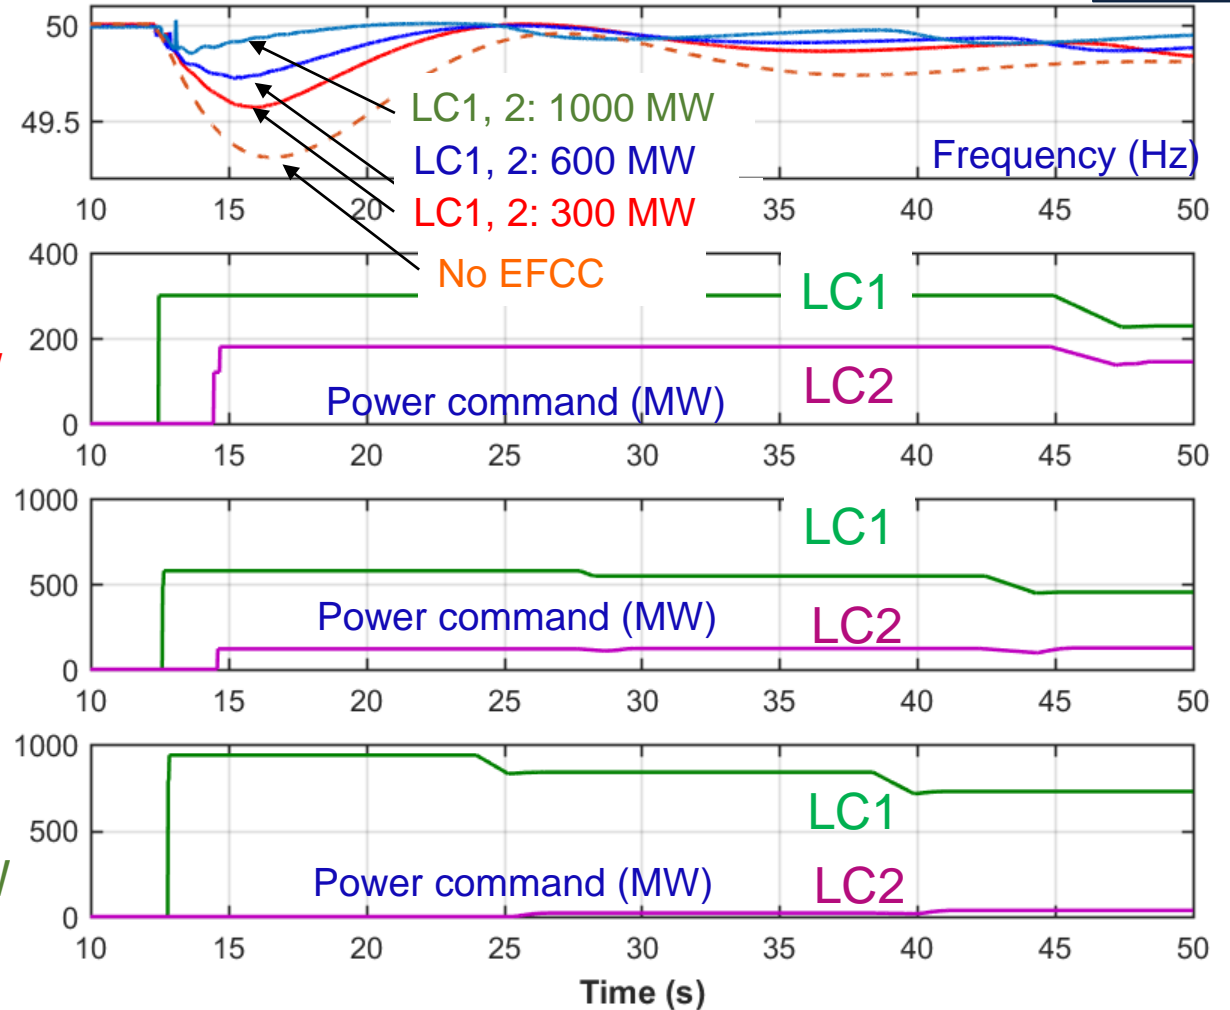 50
49.5
LC1, 2: 1000 MW
LC1, 2: 600 MW
Frequency (Hz)
LC1, 2: 300 MW
10 15 20 35 40 45 50
No EFCC
400
200
0
LC1
LC2
Power command (MW)
10 15 20 25 30 35 40 45 50
1000
500
0
LC1
Power command (MW)
LC2
10 15 20 25 30 35 40 45 50
1000
500
0
LC1
Power command (MW)
LC2
10 15 20 25 30 35 40 45 50
Time (s)